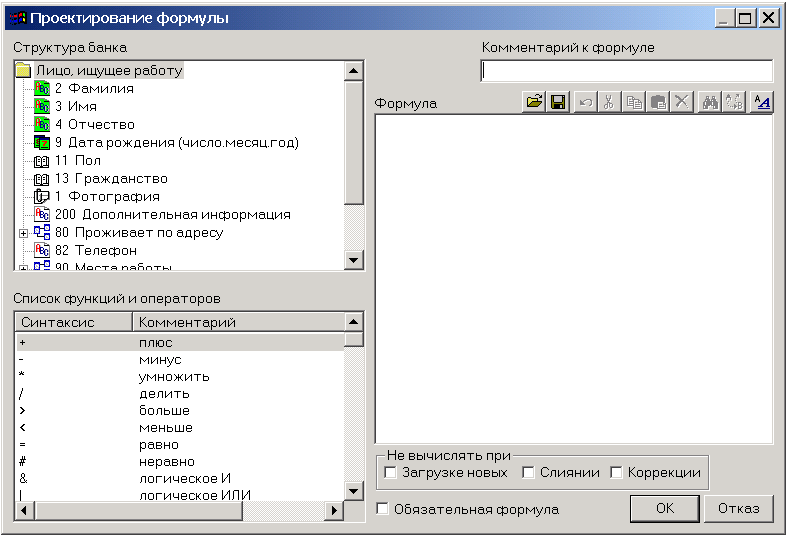 Проектирование формулы
Структура банка
Комментарий к формуле
Лицо, ищущее работу
2 Фамилия
3 Имя
4 Отчество
9 Дата рождения (число.месяц.год)
11 Пол
13 Гражданство
1 Фотография
200 Дополнительная информация
80 Проживает по адресу
82 Телефон
90 Места работы
Формула
Список функций и операторов
Синтаксис Комментарий
+ плюс
- минус
* умножить
/ делить
> больше
< меньше
= равно
# неравно
& логическое И
| логическое ИЛИ
Не вычислять при
Загрузке новых Слиянии Коррекции
Обязательная формула
OK Отказ